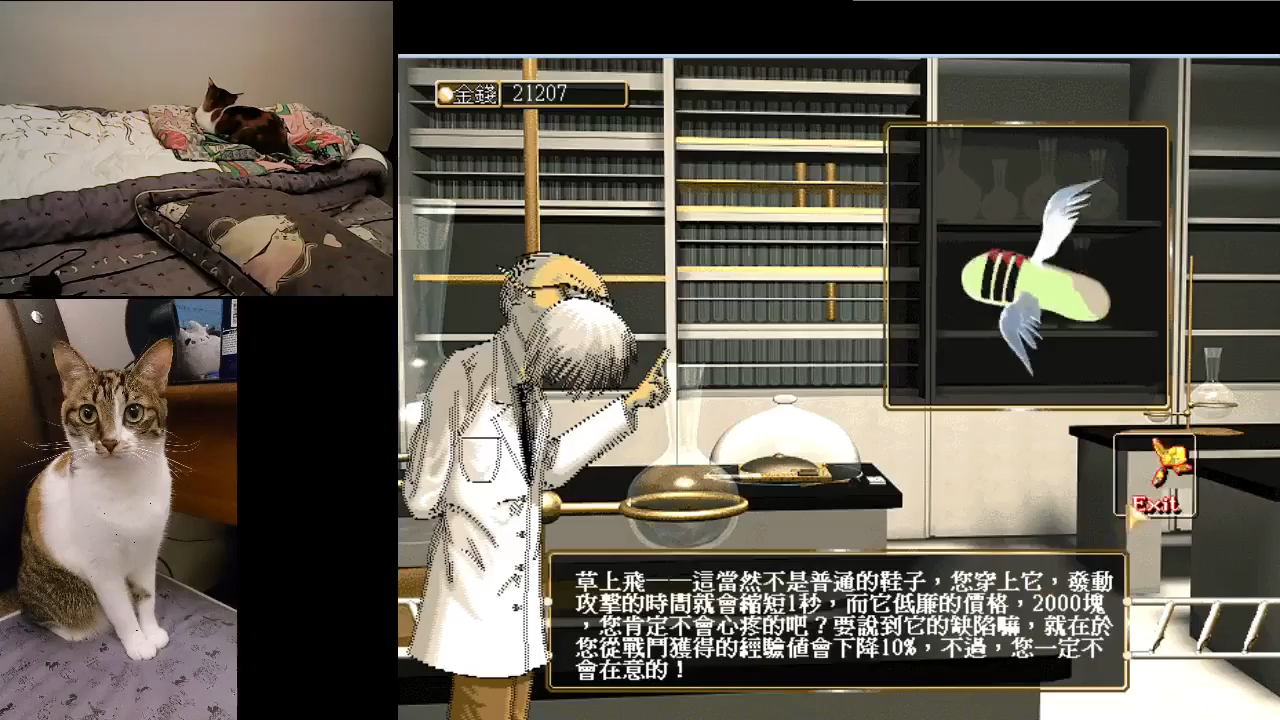 金錢 21207
Exit
草上飛──這當然不是普通的鞋子，您穿上它，發動
攻擊的時間就會縮短1秒，而它低廉的價格，2000塊
，您肯定不會心疼的吧？要說到它的缺陷嘛，就在於
您從戰鬥獲得的經驗值會下降10%，不過，您一定不
會在意的！